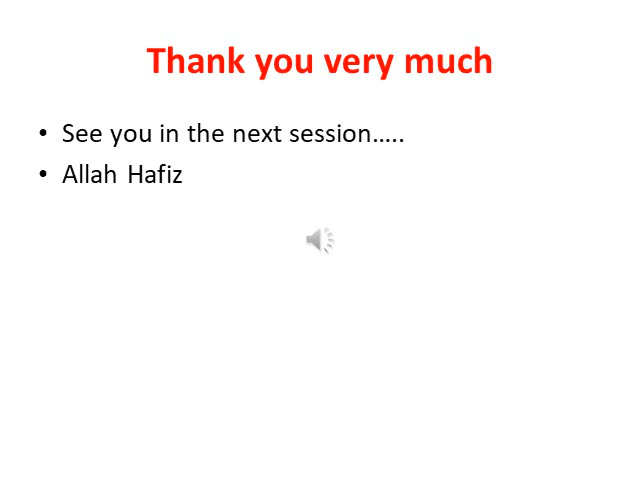 Thank you very much
• See you in the next session…..
• Allah Hafiz